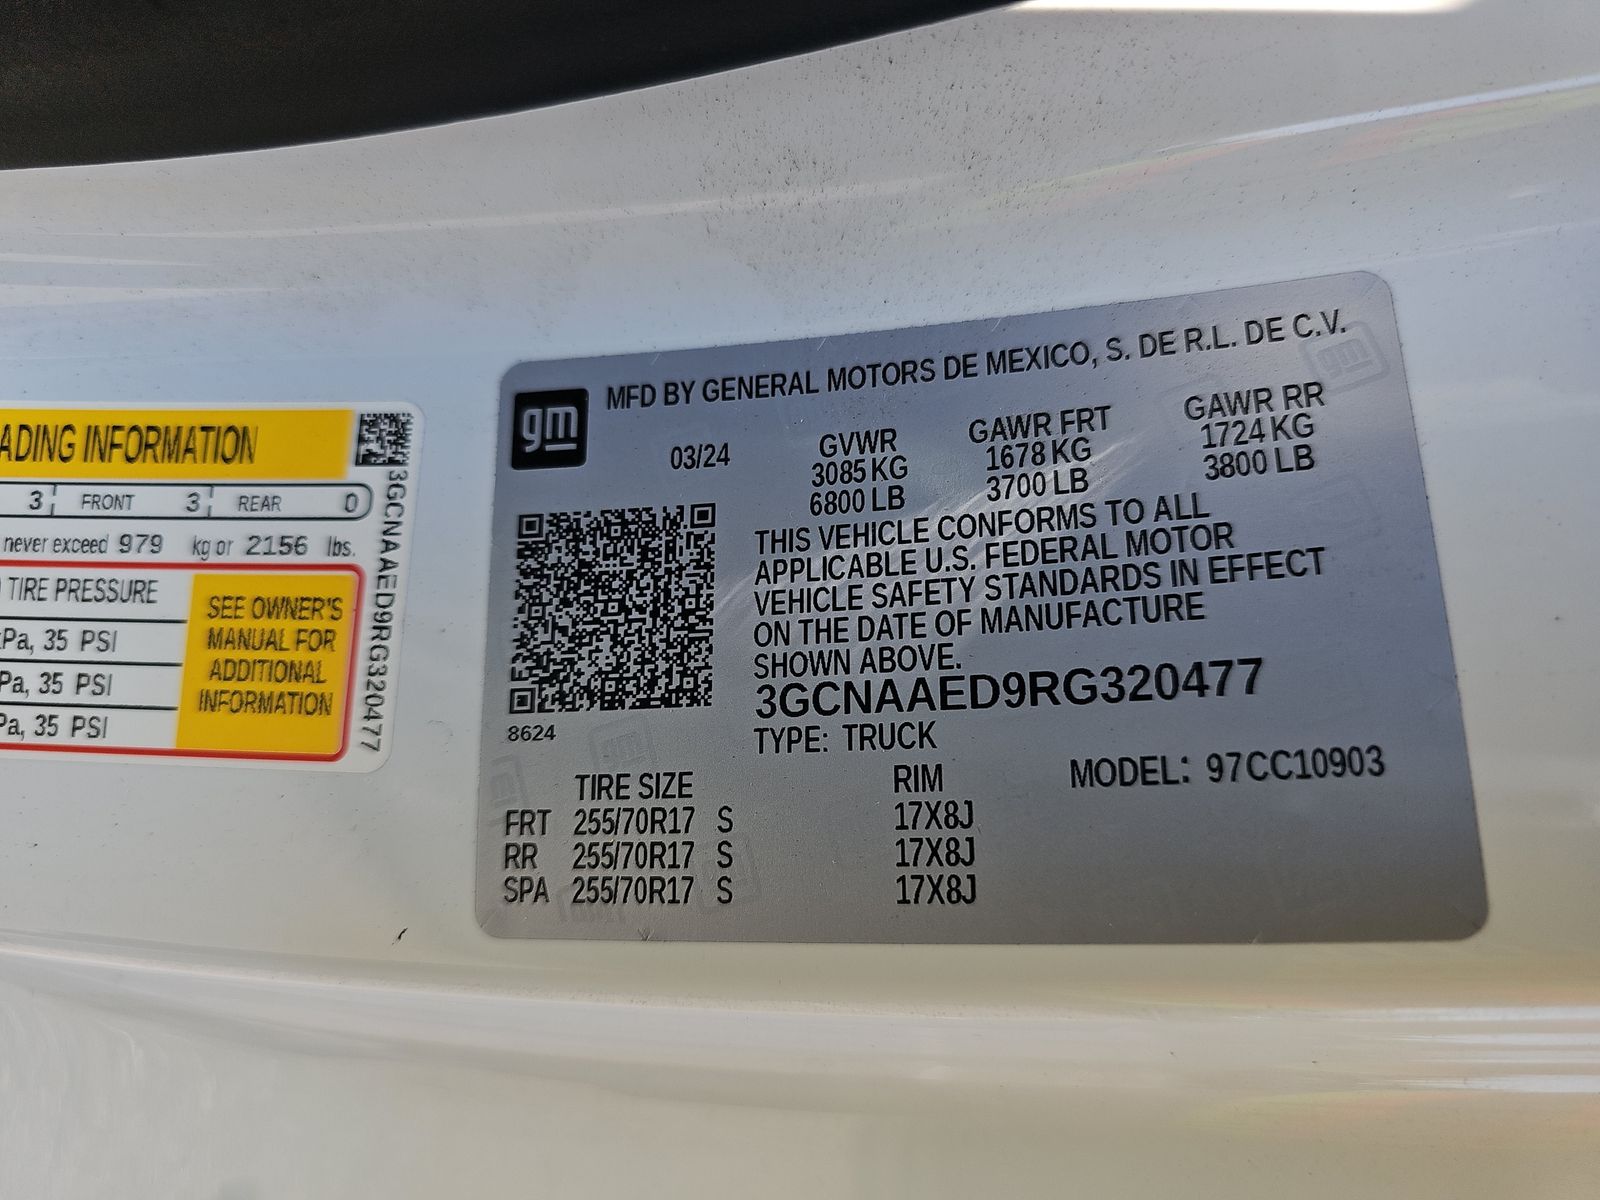 ADING INFORMATION
3 FRONT 3 REAR 0
never exceed 979 kg or 2156 lbs.
TIRE PRESSURE
kPa, 35 PSI
Pa, 35 PSI
Pa, 35 PSI
SEE OWNER'S
MANUAL FOR
ADDITIONAL
INFORMATION
3GCNAAED9RG320477
gm
MFD BY GENERAL MOTORS DE MEXICO, S. DE R.L. DE C.V.
03/24
GVWR
3085 KG
6800 LB
GAWR FRT
1678 KG
3700 LB
GAWR RR
1724 KG
3800 LB
THIS VEHICLE CONFORMS TO ALL
APPLICABLE U.S. FEDERAL MOTOR
VEHICLE SAFETY STANDARDS IN EFFECT
ON THE DATE OF MANUFACTURE
SHOWN ABOVE.
3GCNAAED9RG320477
8624
TYPE: TRUCK
MODEL: 97CC10903
TIRE SIZE RIM
FRT 255/70R17 S 17X8J
RR 255/70R17 S 17X8J
SPA 255/70R17 S 17X8J